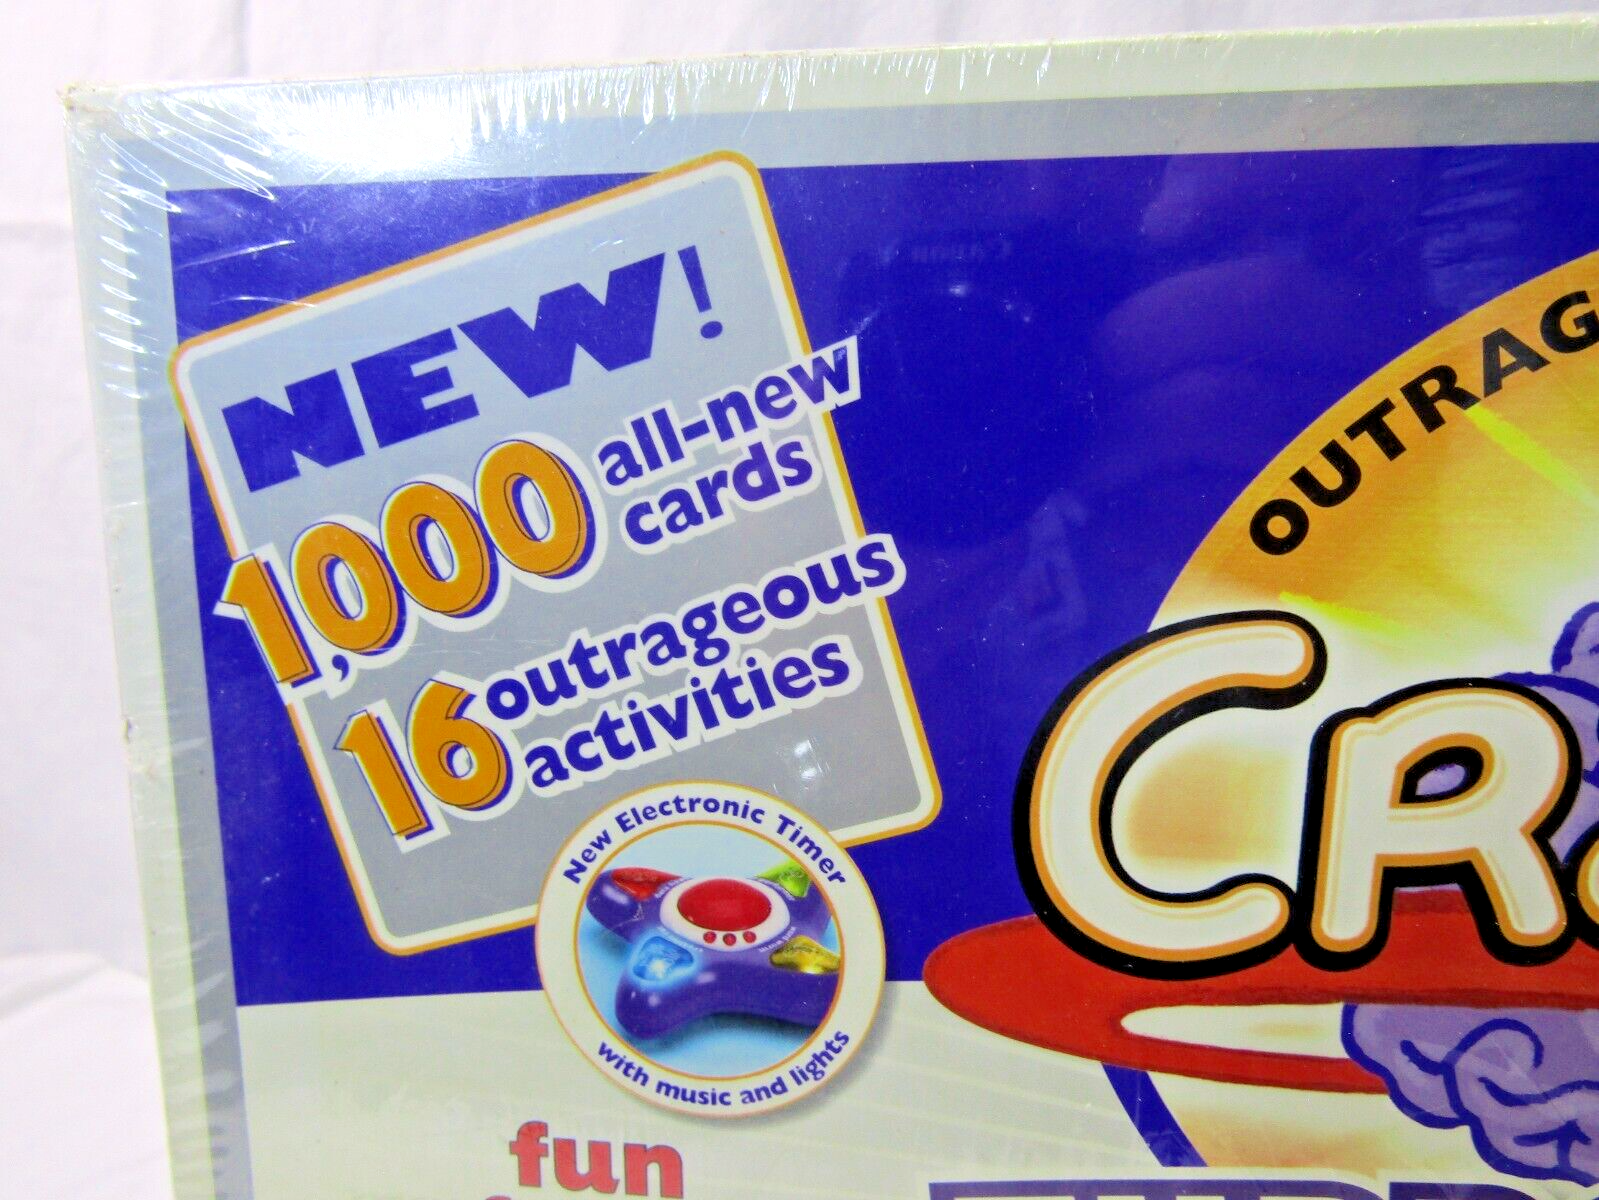 NEW!
1,000 all-new
cards
16 outrageous
activities
New Electronic Timer
with music and lights
fun
OUTRAG
CR